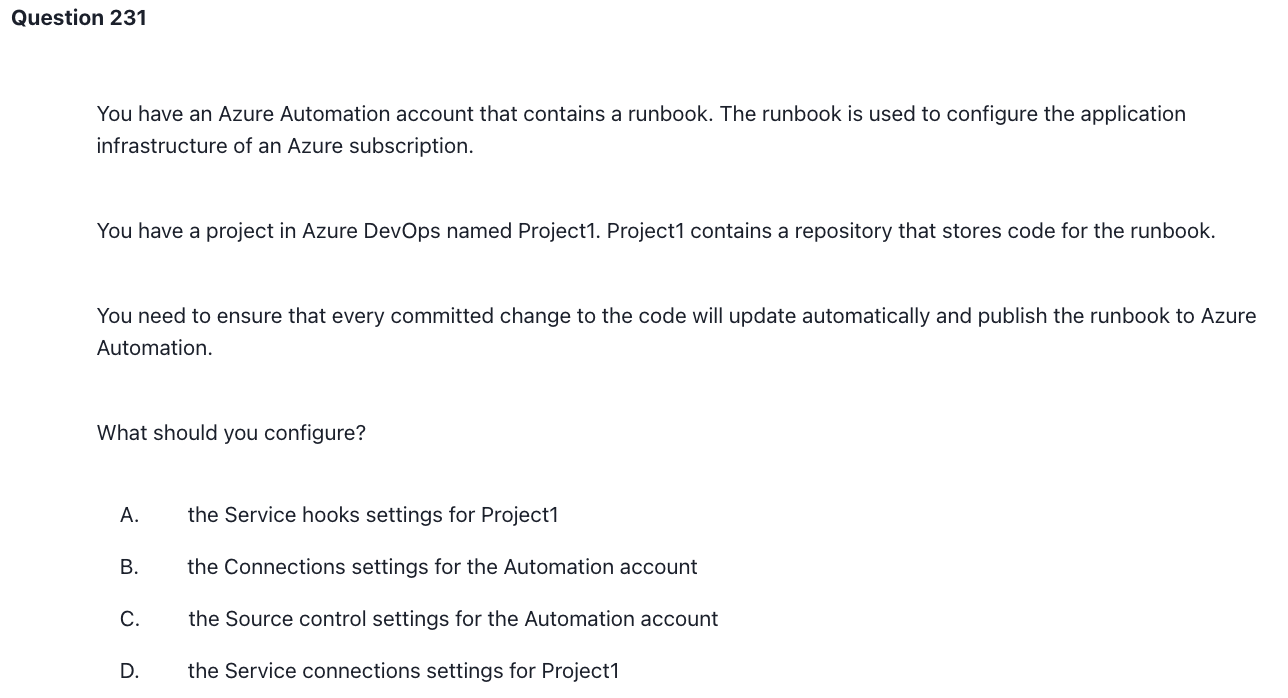 Question 231
You have an Azure Automation account that contains a runbook. The runbook is used to configure the application
infrastructure of an Azure subscription.
You have a project in Azure DevOps named Project1. Project1 contains a repository that stores code for the runbook.
You need to ensure that every committed change to the code will update automatically and publish the runbook to Azure
Automation.
What should you configure?
A. the Service hooks settings for Project1
B. the Connections settings for the Automation account
C. the Source control settings for the Automation account
D. the Service connections settings for Project1